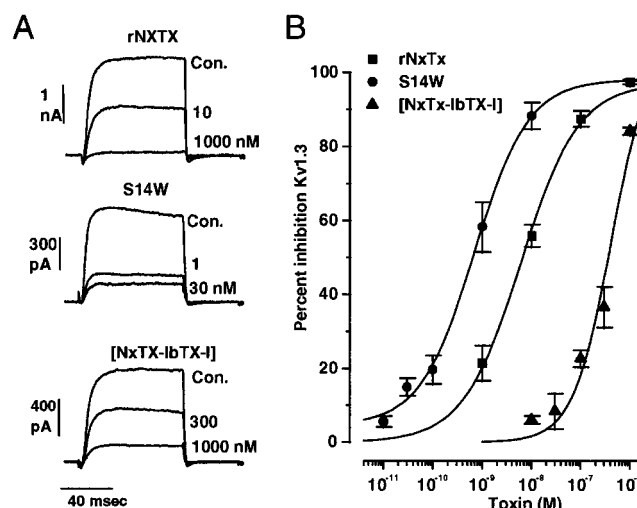 A
rNXTX
Con.
1
nA
10
1000 nM
S14W
Con.
300
pA
1
30 nM
[NxTX-IbTX-I]
Con.
400
pA
300
1000 nM
40 msec
B
rNxTx
S14W
[NxTx-IbTX-I]
Percent inhibition Kv1.3
100
80
60
40
20
0
10⁻¹¹ 10⁻¹⁰ 10⁻⁹ 10⁻⁸ 10⁻⁷
Toxin (M)